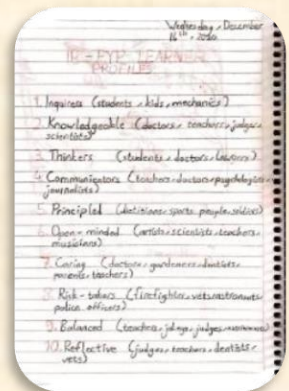 Wednesday, December
16th, 2020
IB-PYP LEARNER
PROFILES
1. Inquirers (students, kids, mechanics)
2. Knowledgeable (doctors, teachers, judges,
scientists)
3. Thinkers (students, doctors, lawyers)
4. Communicators (teachers, doctors, psychologists,
journalists)
5. Principled (dietitians, sports people, soldiers)
6. Open-minded (artists, scientists, teachers,
musicians)
7. Caring (doctors, gardeners, dentists,
parents, teachers)
8. Risk-takers (firefighter, vets, astronauts,
police officers)
9. Balanced (teachers, judges,
10. Reflective (judges, teachers, dentists,
vets)